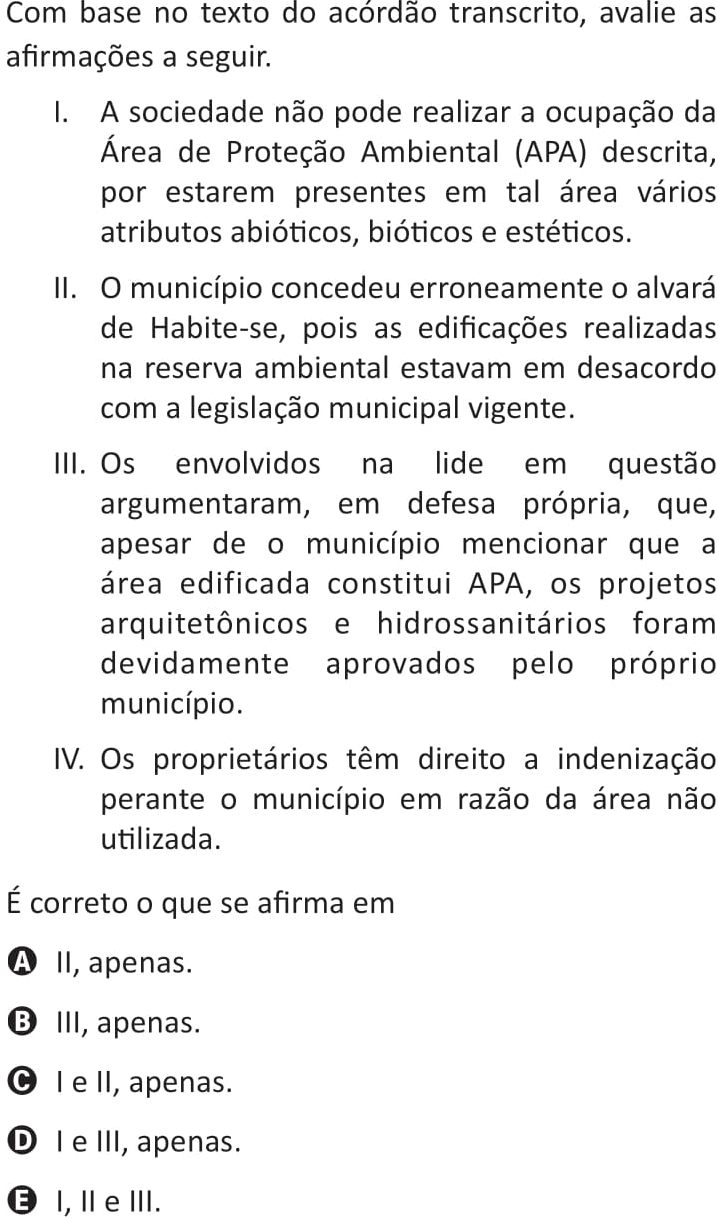 Com base no texto do acórdão transcrito, avalie as
afirmações a seguir.
I. A sociedade não pode realizar a ocupação da
Área de Proteção Ambiental (APA) descrita,
por estarem presentes em tal área vários
atributos abióticos, bióticos e estéticos.
II. O município concedeu erroneamente o alvará
de Habite-se, pois as edificações realizadas
na reserva ambiental estavam em desacordo
com a legislação municipal vigente.
III. Os envolvidos na lide em questão
argumentaram, em defesa própria, que,
apesar de o município mencionar que a
área edificada constitui APA, os projetos
arquitetônicos e hidrossanitários foram
devidamente aprovados pelo próprio
município.
IV. Os proprietários têm direito a indenização
perante o município em razão da área não
utilizada.
É correto o que se afirma em
A II, apenas.
B III, apenas.
C I e II, apenas.
D I e III, apenas.
E I, II e III.